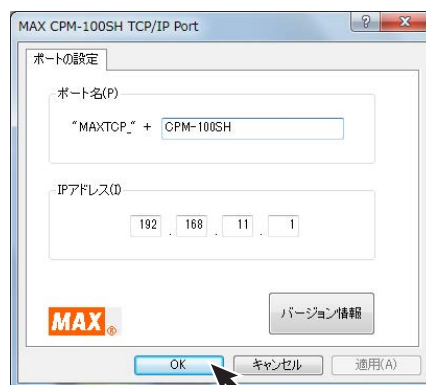 MAX CPM-100SH TCP/IP Port
ポートの設定
ポート名(P)
"MAXTCP_" + CPM-100SH
IPアドレス(I)
192 . 168 . 11 . 1
MAX®
バージョン情報
OK キャンセル 適用(A)